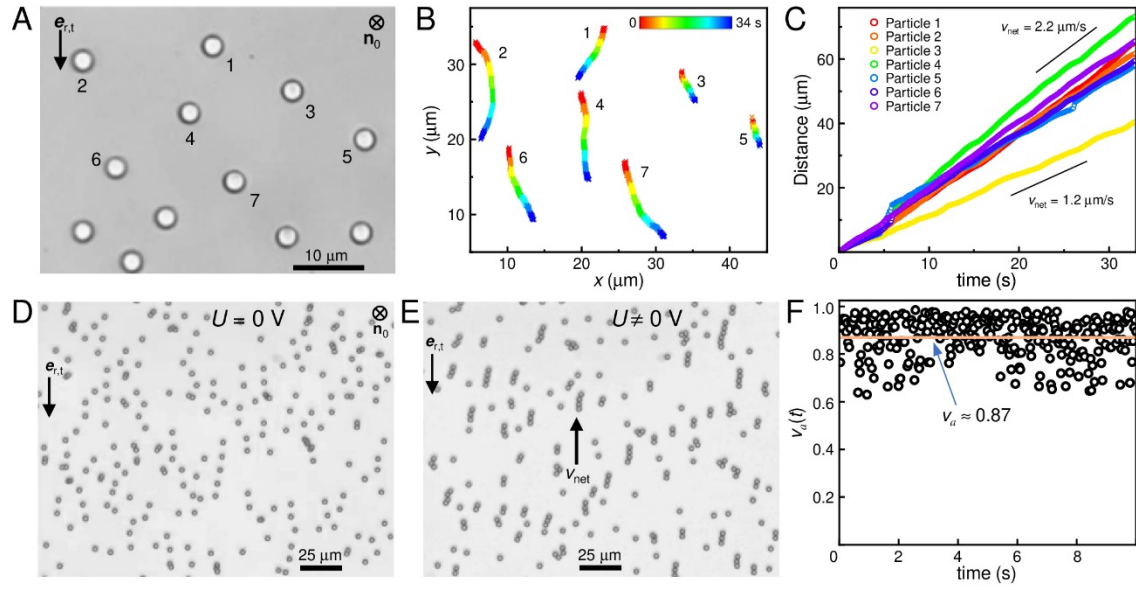 A
e_r,t
n₀
2
1
3
4
5
6
7
10 µm
B
0
34 s
2
1
3
4
5
6
7
30
20
10
y (µm)
10
20
30
40
x (µm)
C
v_net = 2.2 µm/s
Particle 1
Particle 2
Particle 3
Particle 4
Particle 5
Particle 6
Particle 7
v_net = 1.2 µm/s
60
40
20
Distance (µm)
0
10
20
30
time (s)
D
U = 0 V
n₀
e_r,t
25 µm
E
U ≠ 0 V
e_r,t
v_net
25 µm
F
1.0
0.8
0.6
0.4
0.2
v_a(t)
v_a ≈ 0.87
0
2
4
6
8
time (s)